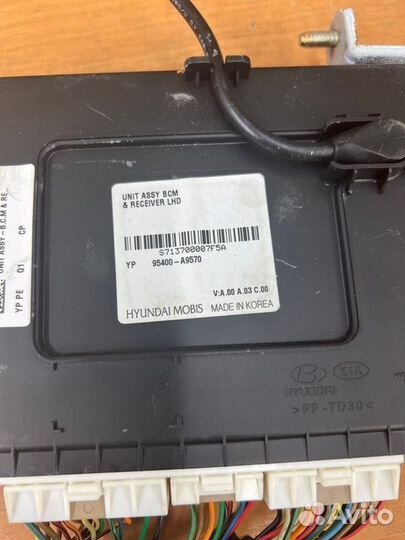 UNIT ASSY BCM
& RECEIVER LHD
S713700007F5A
YP 95400-A9570
V:A.00 A.03 C.00
HYUNDAI MOBIS MADE IN KOREA
UNIT ASSY-B.C.M & RE
YP PE Q1 CP
HYUNDAI KIA
>PP-TD30<
Avito